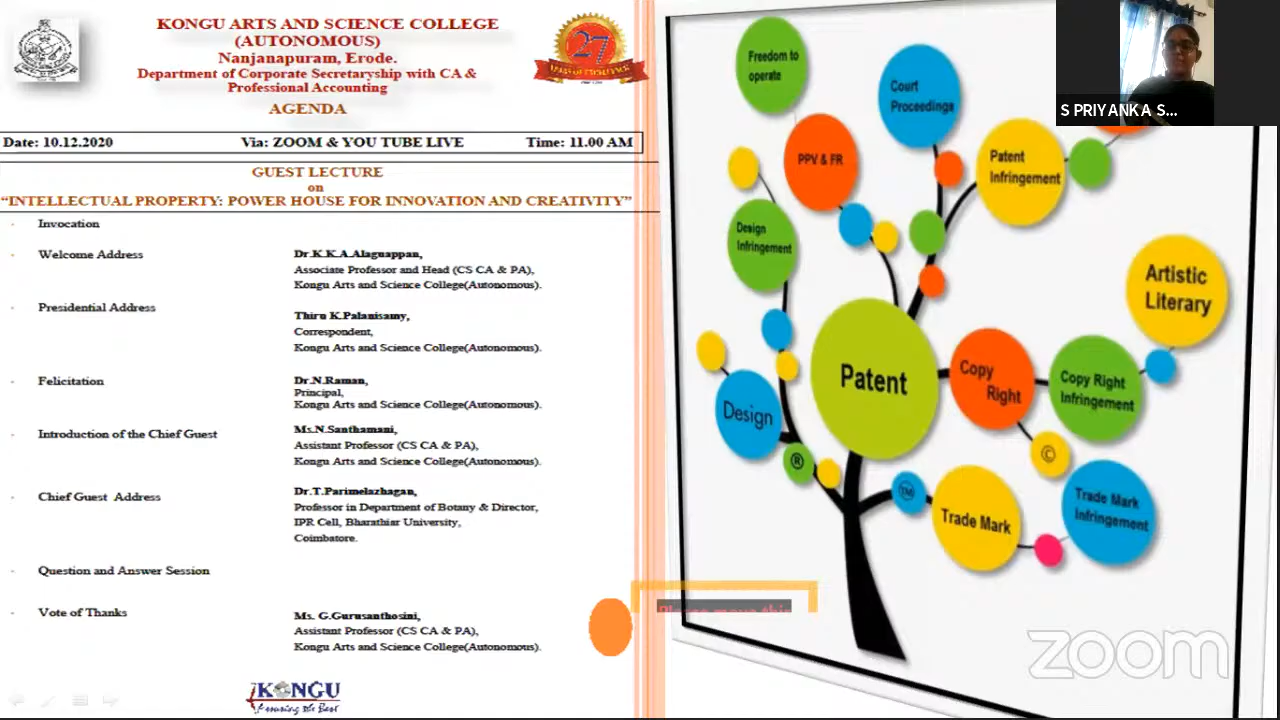 KONGU ARTS AND SCIENCE COLLEGE
(AUTONOMOUS)
Nanjanapuram, Erode.
Department of Corporate Secretaryship with CA &
Professional Accounting
AGENDA
27
Date: 10.12.2020 Via: ZOOM & YOU TUBE LIVE Time: 11.00 AM
GUEST LECTURE
on
“INTELLECTUAL PROPERTY: POWER HOUSE FOR INNOVATION AND CREATIVITY”
Invocation
Welcome Address
Dr.K.K.A.Alaguappan,
Associate Professor and Head (CS CA & PA),
Kongu Arts and Science College(Autonomous).
Presidential Address
Thiru K.Palanisamy,
Correspondent,
Kongu Arts and Science College(Autonomous).
Felicitation
Dr.N.Raman,
Principal,
Kongu Arts and Science College(Autonomous).
Introduction of the Chief Guest
Ms.N.Santhamani,
Assistant Professor (CS CA & PA),
Kongu Arts and Science College(Autonomous).
Chief Guest Address
Dr.T.Parimelazhagan,
Professor in Department of Botany & Director,
IPR Cell, Bharathiar University,
Coimbatore.
Question and Answer Session
Vote of Thanks
Ms. G.Gurusanthosini,
Assistant Professor (CS CA & PA),
Kongu Arts and Science College(Autonomous).
KONGU
Ensuring the Best
Freedom to
operate
Court
Proceedings
PPV & FR
Patent
Infringement
Design
Infringement
Artistic
Literary
Patent
Copy
Right
Copy Right
Infringement
Design
®
©
TM
Trade Mark
Trade Mark
Infringement
Please move this
S PRIYANKA S...
zoom